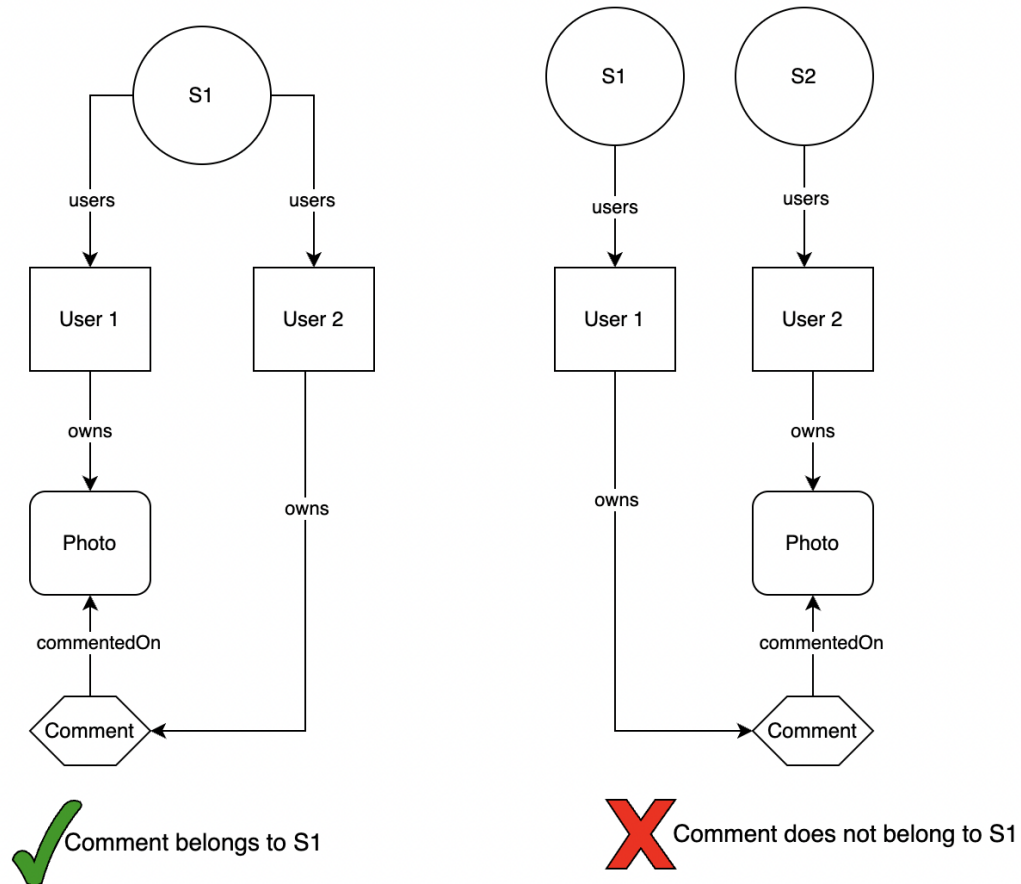 S1
users
users
User 1
User 2
owns
owns
Photo
commentedOn
Comment
Comment belongs to S1
S1
S2
users
users
User 1
User 2
owns
owns
Photo
commentedOn
Comment
Comment does not belong to S1